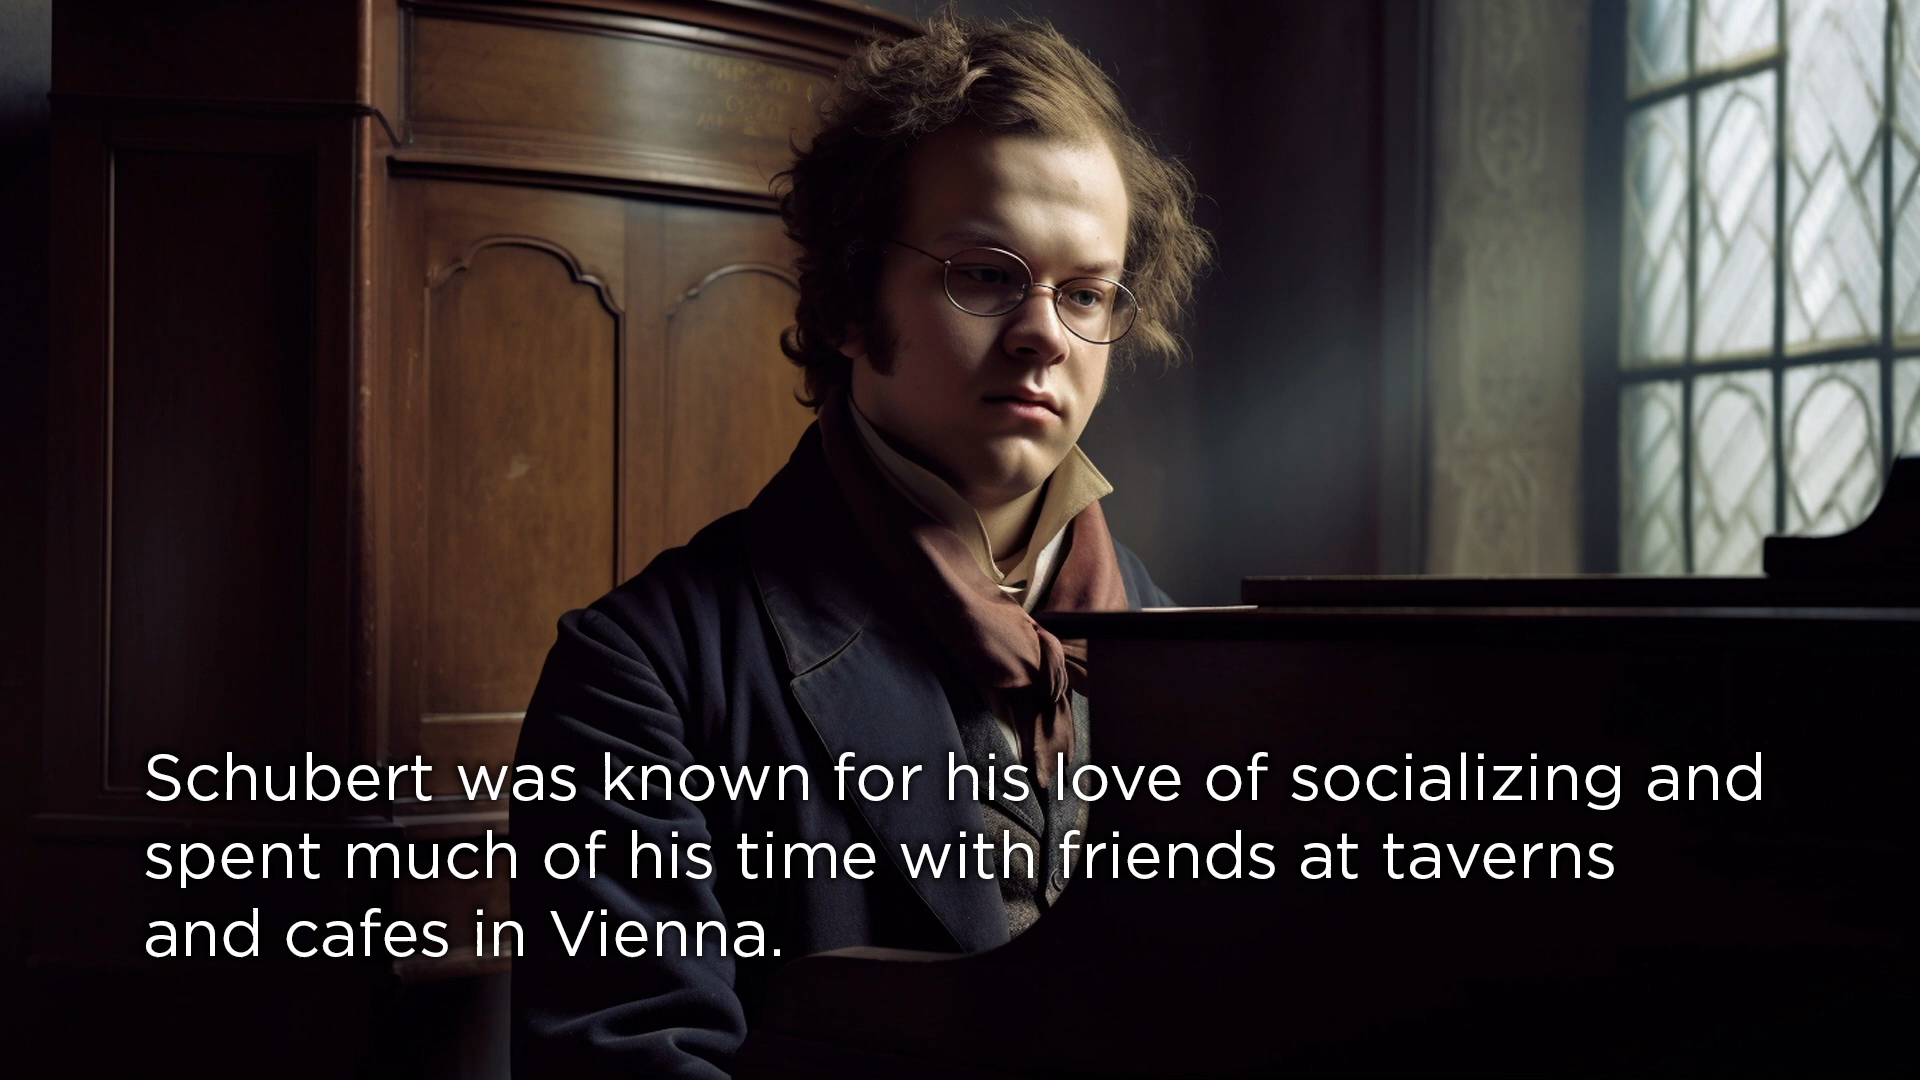 Schubert was known for his love of socializing and
spent much of his time with friends at taverns
and cafes in Vienna.